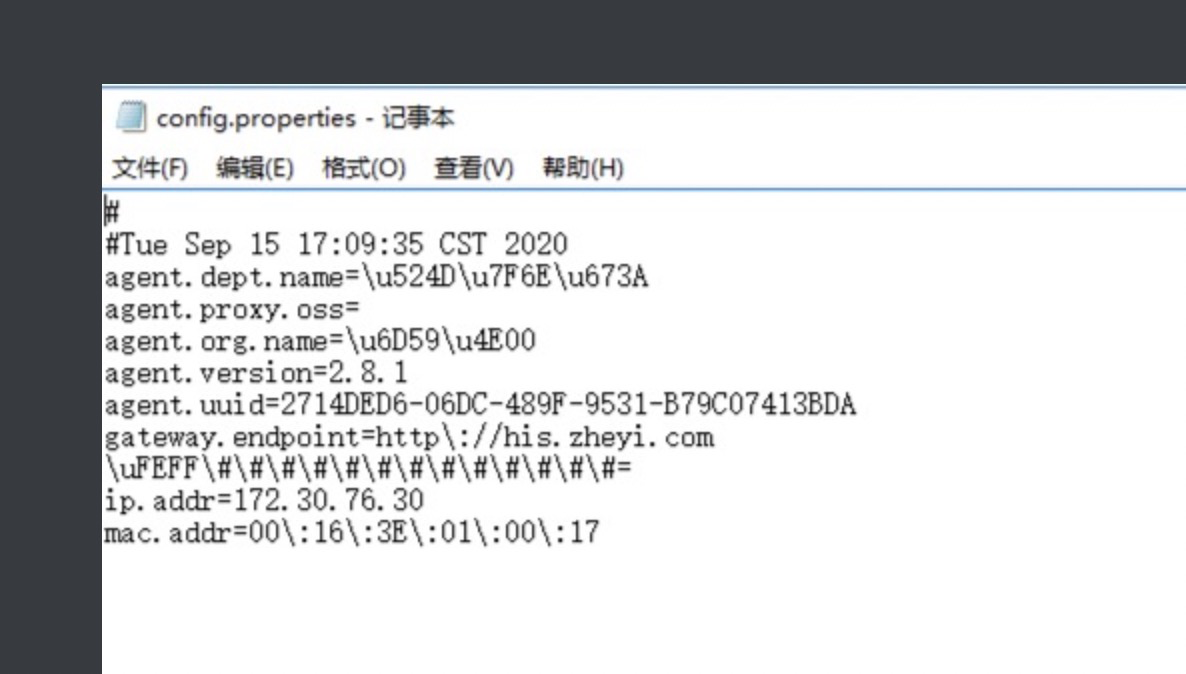 config.properties - 记事本
文件(F) 编辑(E) 格式(O) 查看(V) 帮助(H)
#
#Tue Sep 15 17:09:35 CST 2020
agent.dept.name=\u524D\u7F6E\u673A
agent.proxy.oss=
agent.org.name=\u6D59\u4E00
agent.version=2.8.1
agent.uuid=2714DED6-06DC-489F-9531-B79C07413BDA
gateway.endpoint=http\://his.zheyi.com
\uFEFF\#\#\#\#\#\#\#\#\#\#\#\#\#=
ip.addr=172.30.76.30
mac.addr=00\:16\:3E\:01\:00\:17